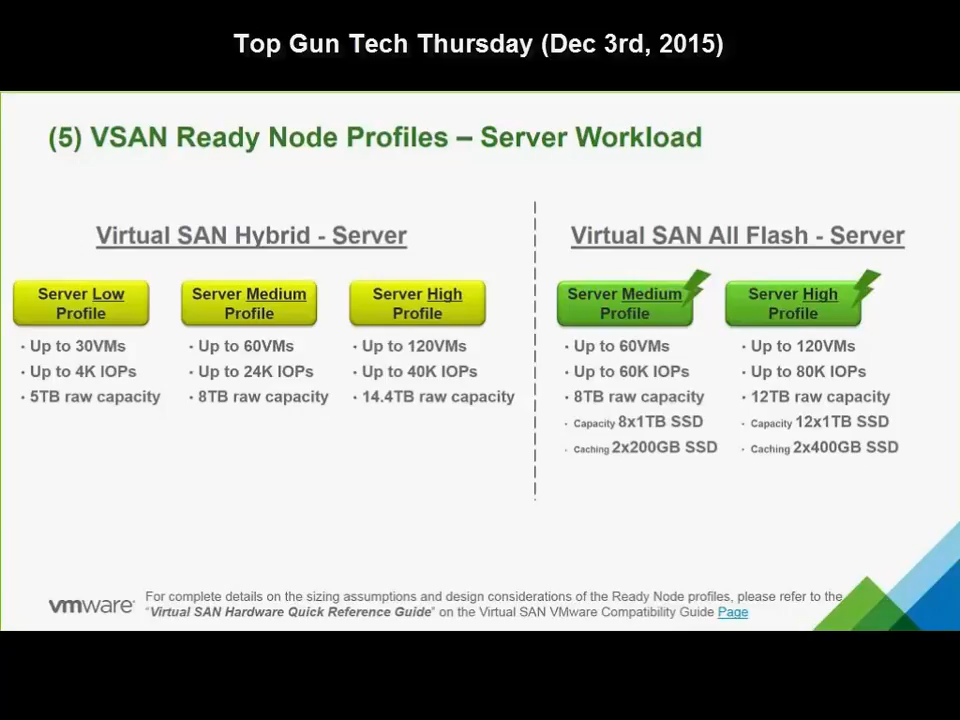 Top Gun Tech Thursday (Dec 3rd, 2015)
(5) VSAN Ready Node Profiles – Server Workload
Virtual SAN Hybrid - Server
Server Low
Profile
· Up to 30VMs
· Up to 4K IOPs
· 5TB raw capacity
Server Medium
Profile
· Up to 60VMs
· Up to 24K IOPs
· 8TB raw capacity
Server High
Profile
· Up to 120VMs
· Up to 40K IOPs
· 14.4TB raw capacity
Virtual SAN All Flash - Server
Server Medium
Profile
· Up to 60VMs
· Up to 60K IOPs
· 8TB raw capacity
· Capacity 8x1TB SSD
· Caching 2x200GB SSD
Server High
Profile
· Up to 120VMs
· Up to 80K IOPs
· 12TB raw capacity
· Capacity 12x1TB SSD
· Caching 2x400GB SSD
vmware
For complete details on the sizing assumptions and design considerations of the Ready Node profiles, please refer to the
“Virtual SAN Hardware Quick Reference Guide” on the Virtual SAN VMware Compatibility Guide Page